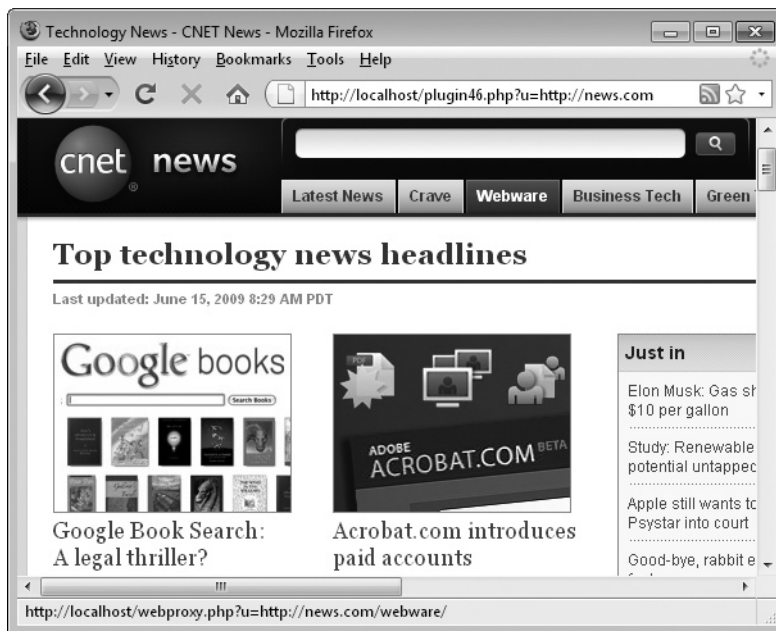 Technology News - CNET News - Mozilla Firefox
File Edit View History Bookmarks Tools Help
http://localhost/plugin46.php?u=http://news.com
cnet news
Latest News Crave Webware Business Tech Green
Top technology news headlines
Last updated: June 15, 2009 8:29 AM PDT
Google books
Search Books
PDF
ADOBE
ACROBAT.COM BETA
Just in
Elon Musk: Gas sh
$10 per gallon
Study: Renewable
potential untapped
Apple still wants to
Psystar into court
Good-bye, rabbit e
Google Book Search:
A legal thriller?
Acrobat.com introduces
paid accounts
http://localhost/webproxy.php?u=http://news.com/webware/